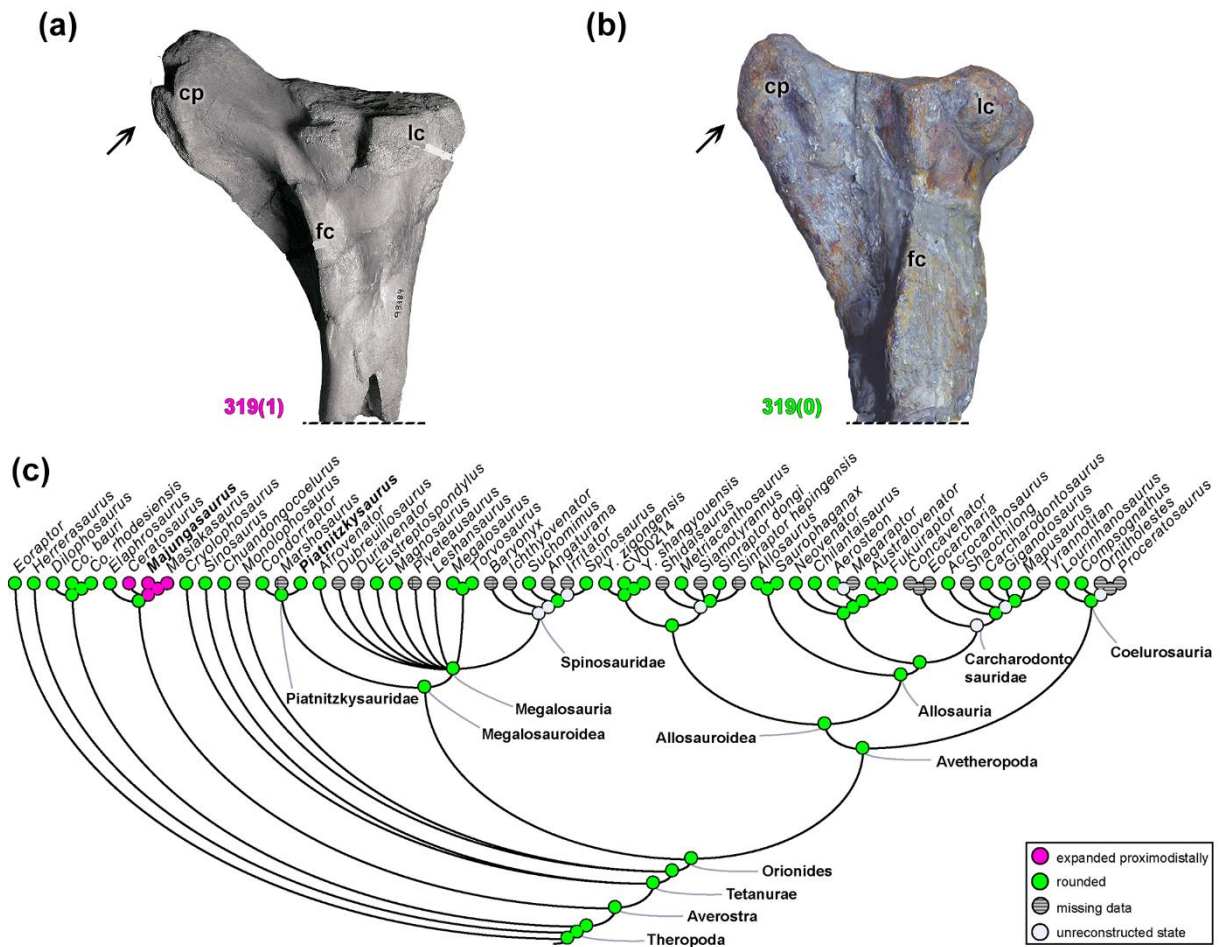 (a)
cp
lc
fc
319(1)
(b)
cp
lc
fc
319(0)
(c)
Eoraptor
Herrerasaurus
Dilophosaurus
Co. bauri
Co. rhodesiensis
Elaphrosaurus
Ceratosaurus
Majungasaurus
Masiakasaurus
Cryolophosaurus
Sinosaurus
Chuandongocoelurus
Monolophosaurus
Condorraptor
Marshosaurus
Piatnitzkysaurus
Afrovenator
Dubreuillosaurus
Duriavenator
Eustreptospondylus
Magnosaurus
Piveteausaurus
Leshansaurus
Megalosaurus
Torvosaurus
Baryonyx
Ichthyovenator
Suchomimus
Angaturama
Irritator
Spinosaurus
Y. zigongensis
CV00214
Y. shangyouensis
Shidaisaurus
Metriacanthosaurus
Siamotyrannus
Sinraptor dongi
Sinraptor hepingensis
Allosaurus
Saurophaganax
Neovenator
Chilantaisaurus
Aerosteon
Megaraptor
Australovenator
Fukuiraptor
Concavenator
Eocarcharia
Acrocanthosaurus
Shaochilong
Carcharodontosaurus
Giganotosaurus
Mapusaurus
Tyrannotitan
Lourinhanosaurus
Compsognathus
Ornitholestes
Proceratosaurus
Spinosauridae
Piatnitzkysauridae
Megalosauria
Megalosauroidea
Carcharodonto
sauridae
Coelurosauria
Allosauria
Allosauroidea
Avetheropoda
Orionides
Tetanurae
Averostra
Theropoda
expanded proximodistally
rounded
missing data
unreconstructed state